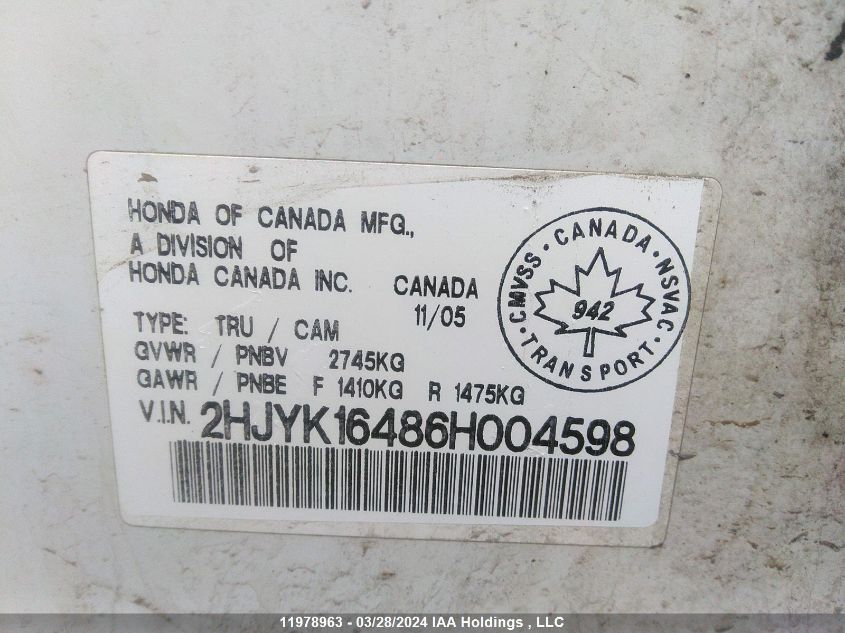 HONDA OF CANADA MFG.,
A DIVISION OF
HONDA CANADA INC. CANADA
11/05
TYPE: TRU / CAM
GVWR / PNBV 2745KG
GAWR / PNBE F 1410KG R 1475KG
V.I.N. 2HJYK16486H004598
CMVSS · CANADA · NSVAC · TRANSPORT ·
942
11978963 - 03/28/2024 IAA Holdings , LLC